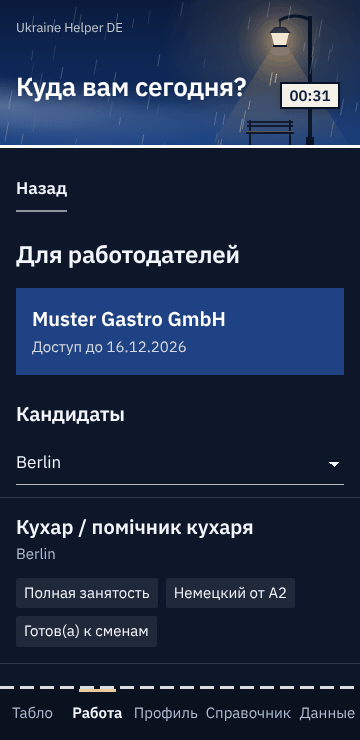 Ukraine Helper DE
Куда вам сегодня?
00:31
Назад
Для работодателей
Muster Gastro GmbH
Доступ до 16.12.2026
Кандидаты
Berlin
Кухар / помічник кухаря
Berlin
Полная занятость
Немецкий от A2
Готов(а) к сменам
Табло
Работа
Профиль
Справочник
Данные